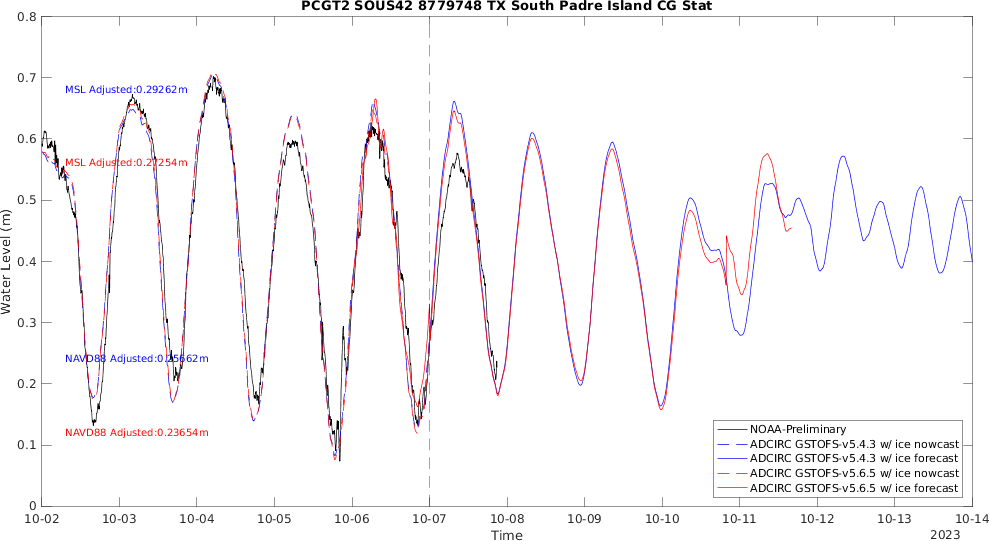 PCGT2 SOUS42 8779748 TX South Padre Island CG Stat
0.8
0.7
0.6
0.5
0.4
0.3
0.2
0.1
0
Water Level (m)
MSL Adjusted:0.29262m
MSL Adjusted:0.27254m
NAVD88 Adjusted:0.25662m
NAVD88 Adjusted:0.23654m
NOAA-Preliminary
ADCIRC GSTOFS-v5.4.3 w/ ice nowcast
ADCIRC GSTOFS-v5.4.3 w/ ice forecast
ADCIRC GSTOFS-v5.6.5 w/ ice nowcast
ADCIRC GSTOFS-v5.6.5 w/ ice forecast
10-02 10-03 10-04 10-05 10-06 10-07 10-08 10-09 10-10 10-11 10-12 10-13 10-14
Time
2023